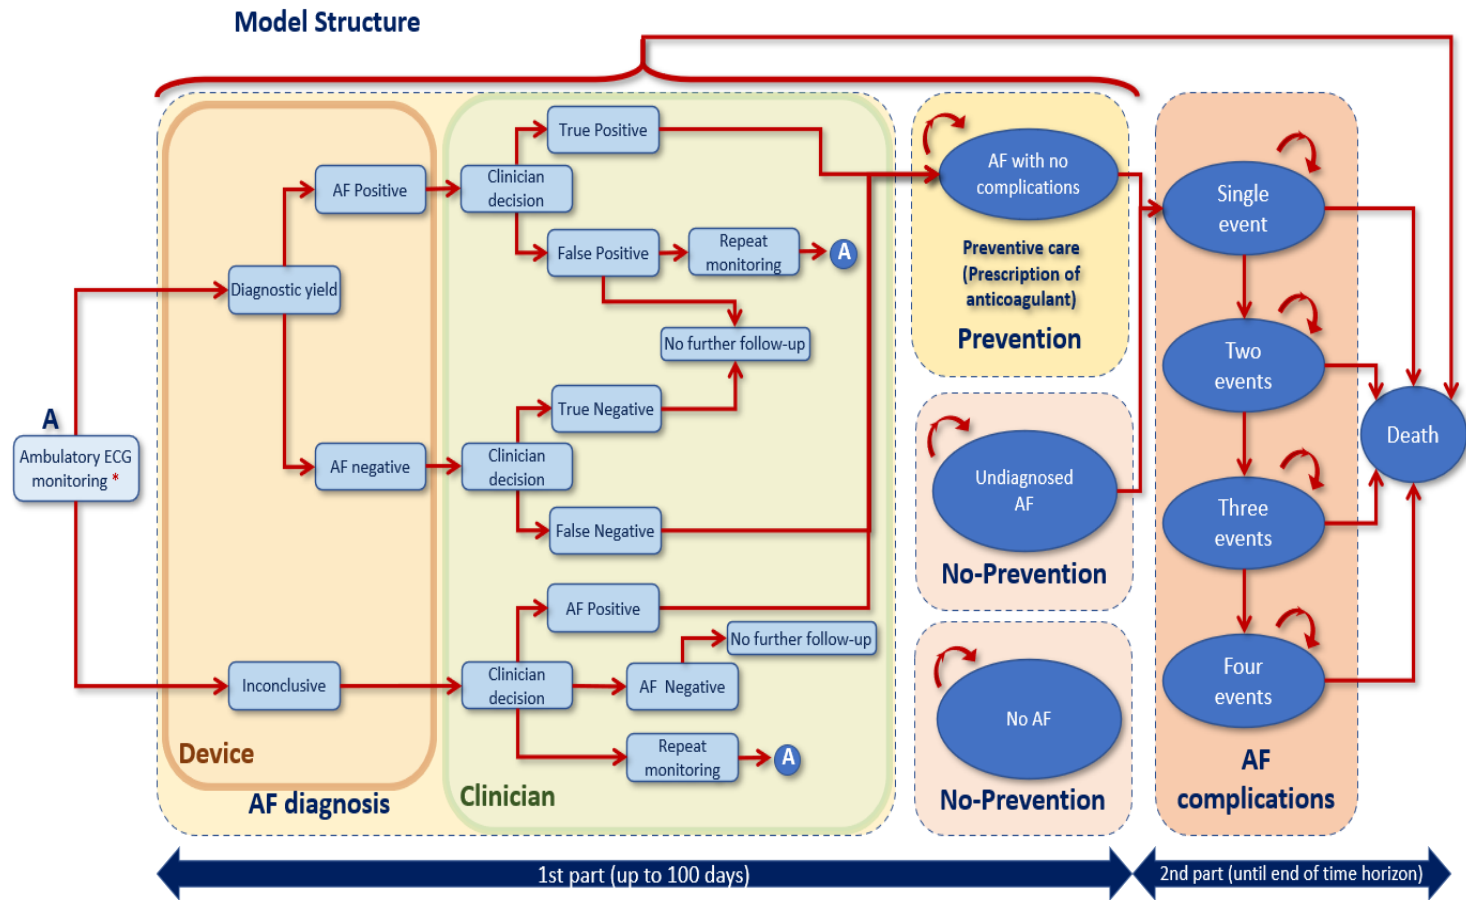 Model Structure
A
Ambulatory ECG
monitoring *
Diagnostic yield
AF Positive
AF negative
Inconclusive
Device
AF diagnosis
Clinician
decision
True Positive
False Positive
Repeat
monitoring
A
No further follow-up
Clinician
decision
True Negative
False Negative
Clinician
decision
AF Positive
No further follow-up
AF Negative
Repeat
monitoring
A
Clinician
AF with no
complications
Preventive care
(Prescription of
anticoagulant)
Prevention
Undiagnosed
AF
No-Prevention
No AF
No-Prevention
Single
event
Two
events
Three
events
Four
events
AF
complications
Death
1st part (up to 100 days)
2nd part (until end of time horizon)